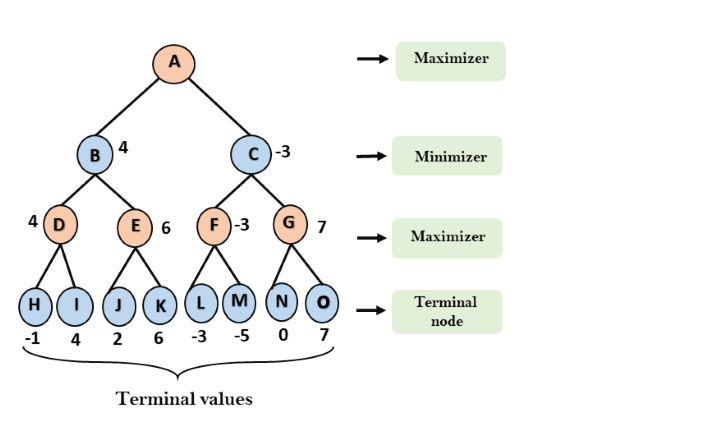 A
Maximizer
B 4 C -3
Minimizer
4 D E 6 F -3 G 7
Maximizer
H I J K L M N O
Terminal
node
-1 4 2 6 -3 -5 0 7
Terminal values